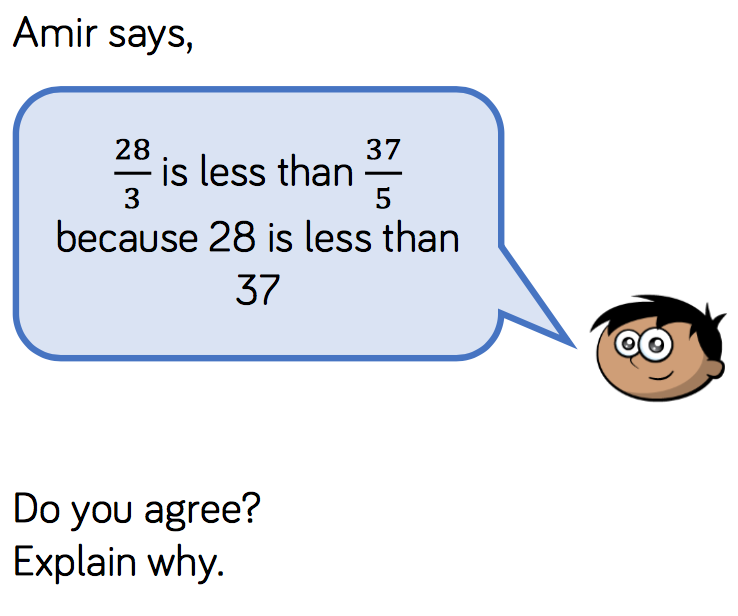 Amir says,
28/3 is less than 37/5
because 28 is less than
37
Do you agree?
Explain why.